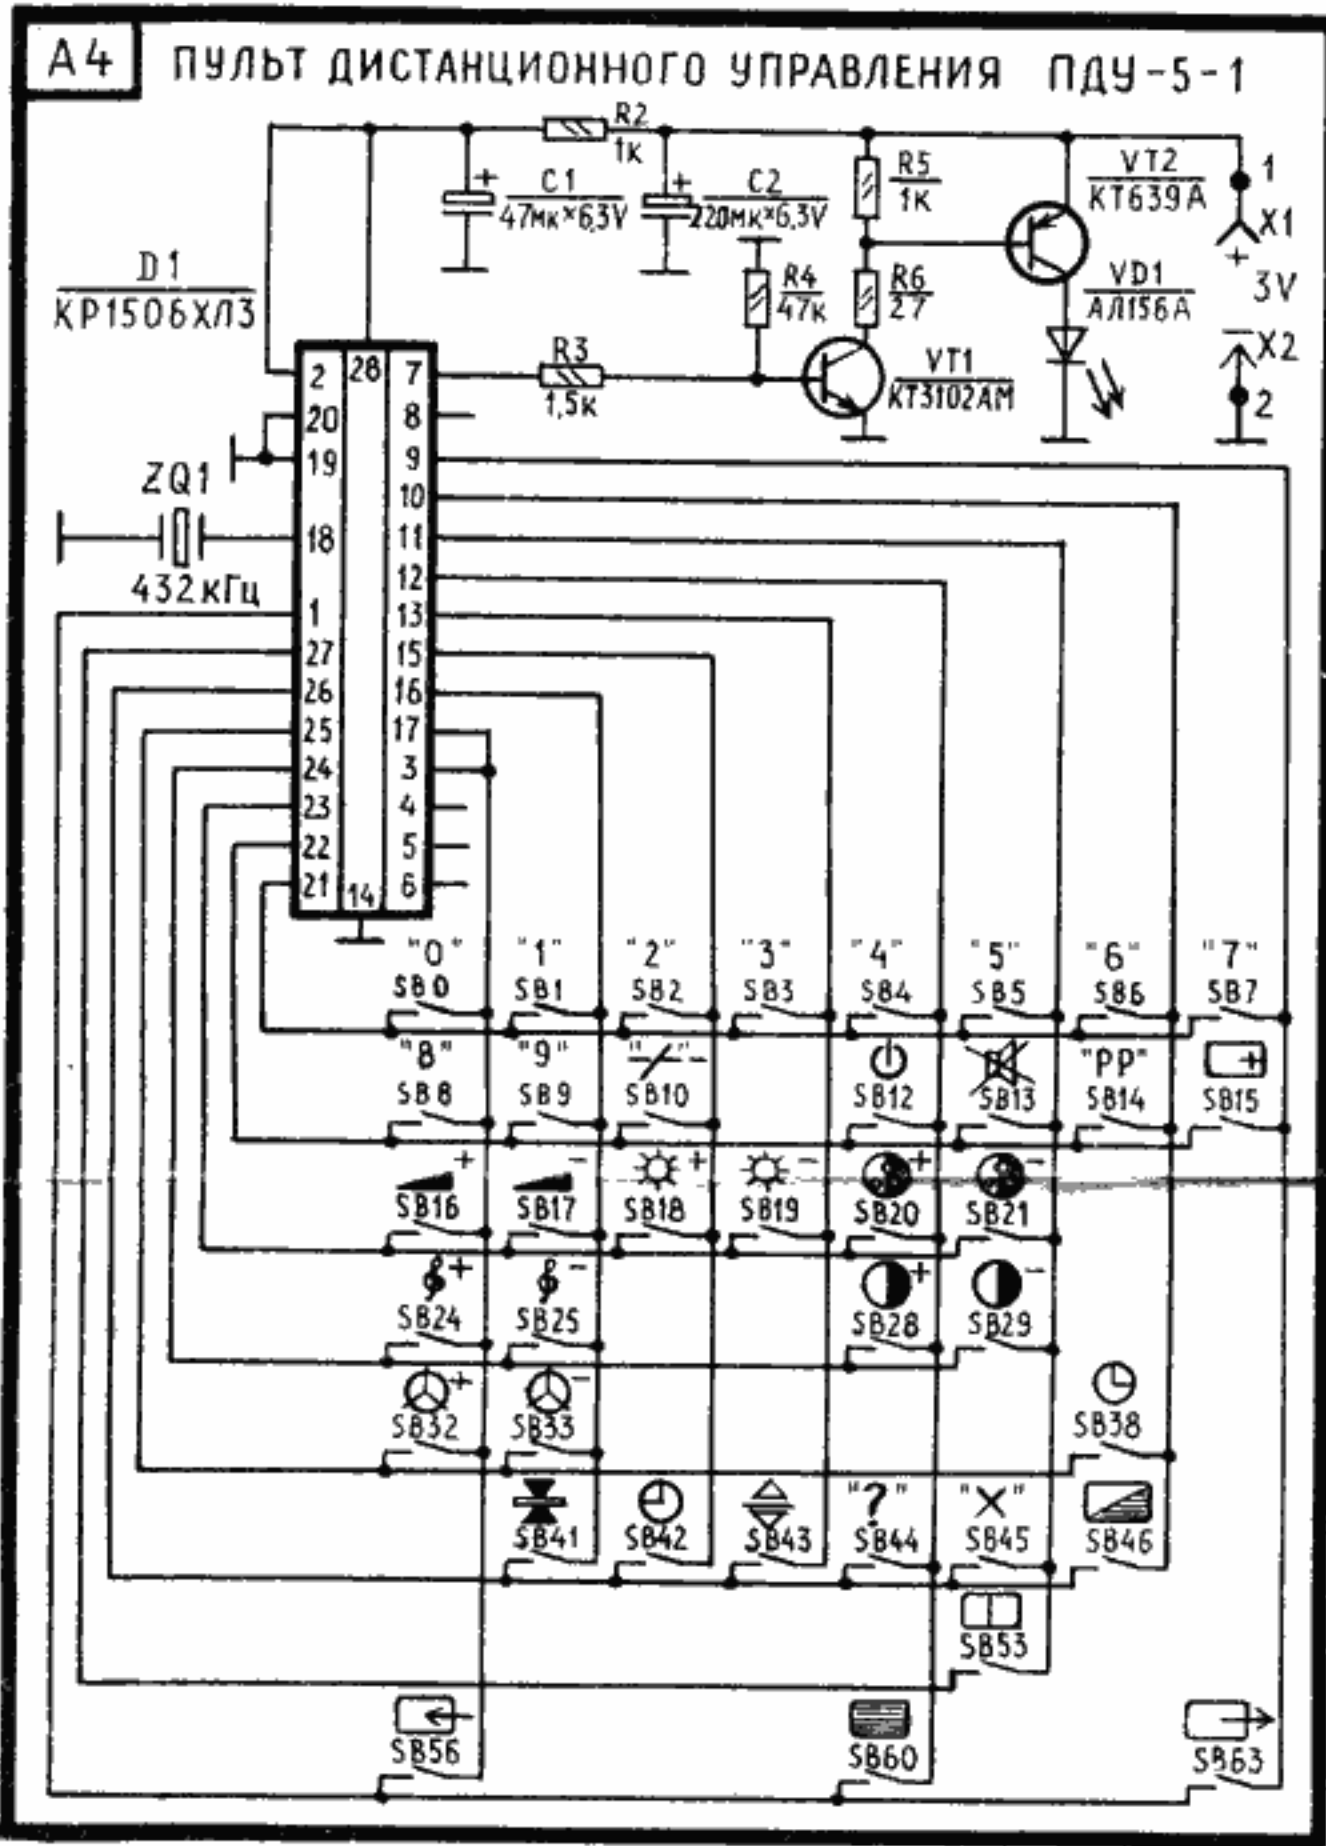 А4 ПУЛЬТ ДИСТАНЦИОННОГО УПРАВЛЕНИЯ ПДУ-5-1
R2
1к
C1
47мк×6,3V
+
C2
220мк×6,3V
+
R5
1к
VT2
КТ639А
1
X1
+
3V
D1
КР1506ХЛ3
R4
47к
R6
27
VD1
АЛ156А
−
X2
2
R3
1,5к
VT1
КТ3102АМ
2 28 7
20 8
19 9
10
ZQ1
18 11
432кГц
12
1 13
27 15
26 16
25 17
24 3
23 4
22 5
21 14 6
"0" "1" "2" "3" "4" "5" "6" "7"
SB0 SB1 SB2 SB3 SB4 SB5 SB6 SB7
"8" "9" "-/--" "PP" +
SB8 SB9 SB10 SB12 SB13 SB14 SB15
+ − + − + −
SB16 SB17 SB18 SB19 SB20 SB21
+ − + −
SB24 SB25 SB28 SB29
+ −
SB32 SB33 SB38
"?" "×"
SB41 SB42 SB43 SB44 SB45 SB46
SB53
SB56 SB60 SB63